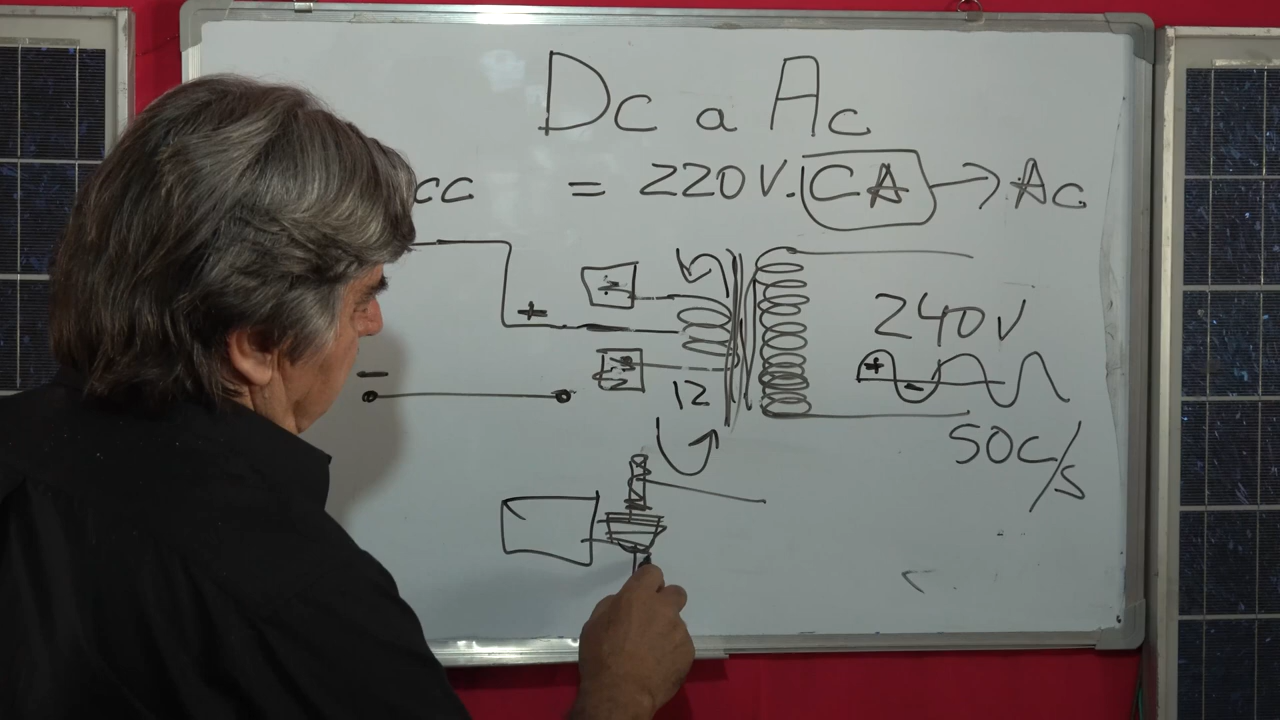 Dc a Ac
cc = 220V. CA → Ac
+
240V
+
-
-
12
50C/S